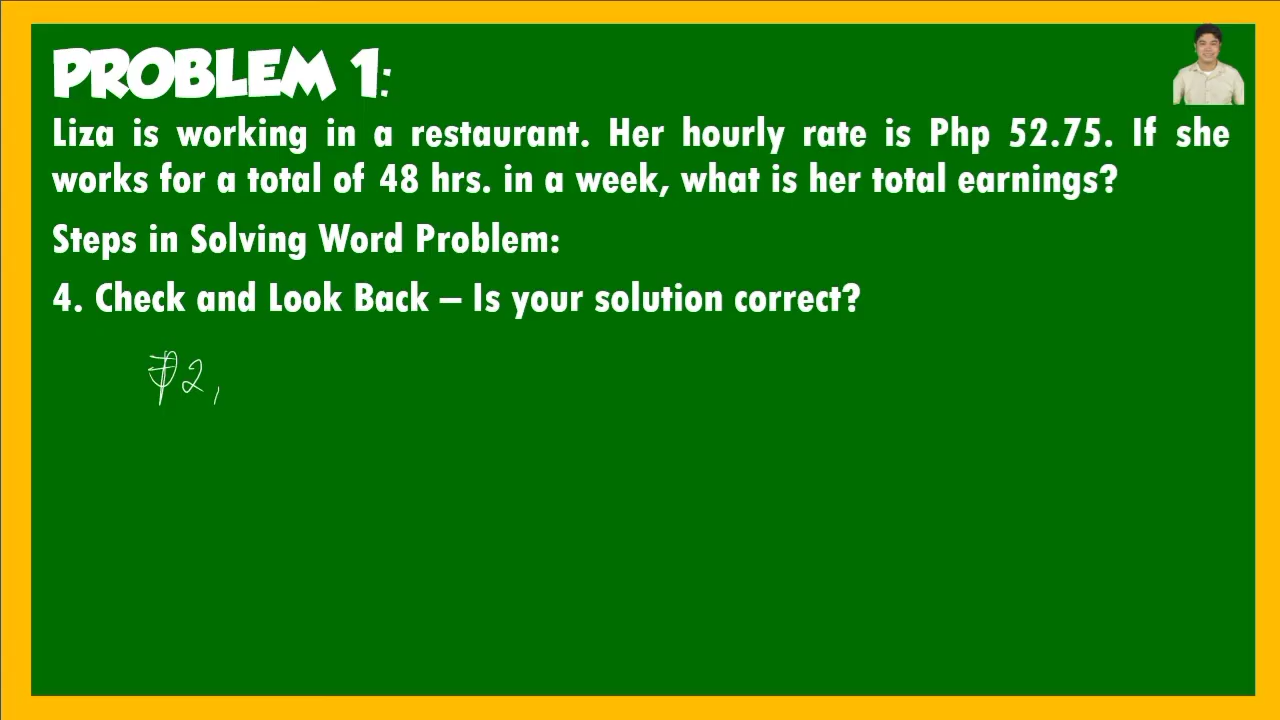 PROBLEM 1:
Liza is working in a restaurant. Her hourly rate is Php 52.75. If she
works for a total of 48 hrs. in a week, what is her total earnings?
Steps in Solving Word Problem:
4. Check and Look Back – Is your solution correct?
₱2,